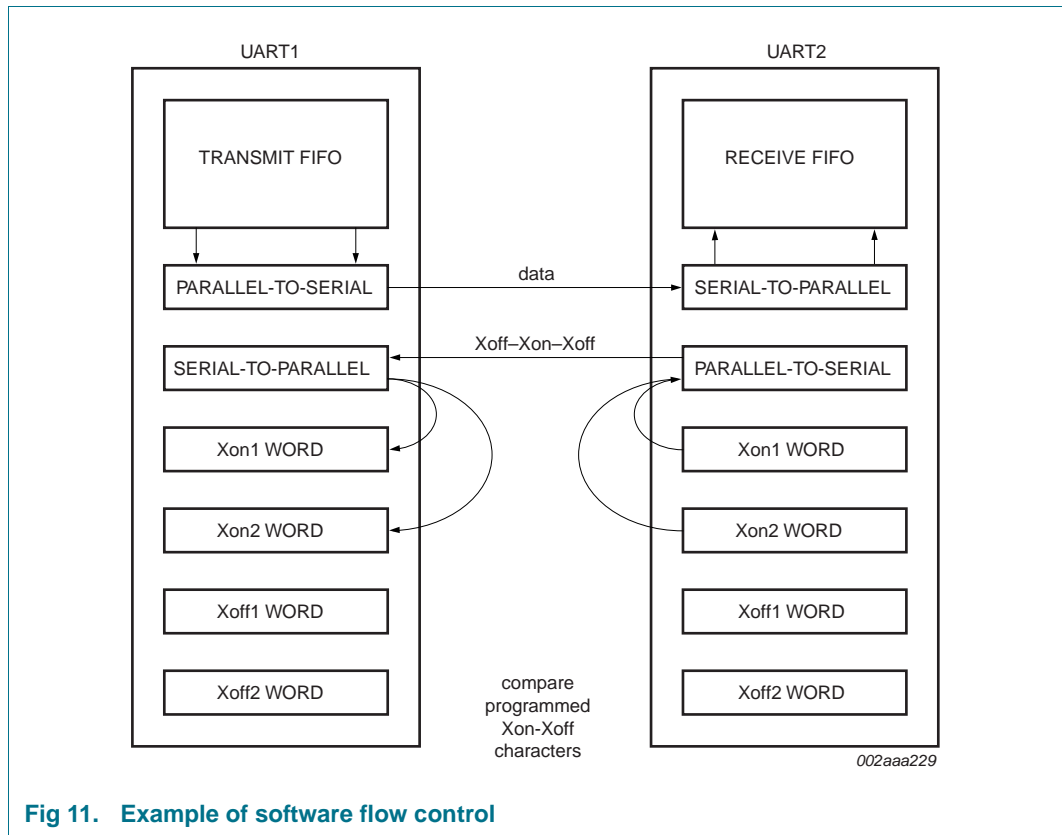 UART1
UART2
TRANSMIT FIFO
RECEIVE FIFO
PARALLEL-TO-SERIAL
data
SERIAL-TO-PARALLEL
SERIAL-TO-PARALLEL
Xoff–Xon–Xoff
PARALLEL-TO-SERIAL
Xon1 WORD
Xon1 WORD
Xon2 WORD
Xon2 WORD
Xoff1 WORD
Xoff1 WORD
Xoff2 WORD
compare
programmed
Xon-Xoff
characters
Xoff2 WORD
002aaa229
Fig 11. Example of software flow control